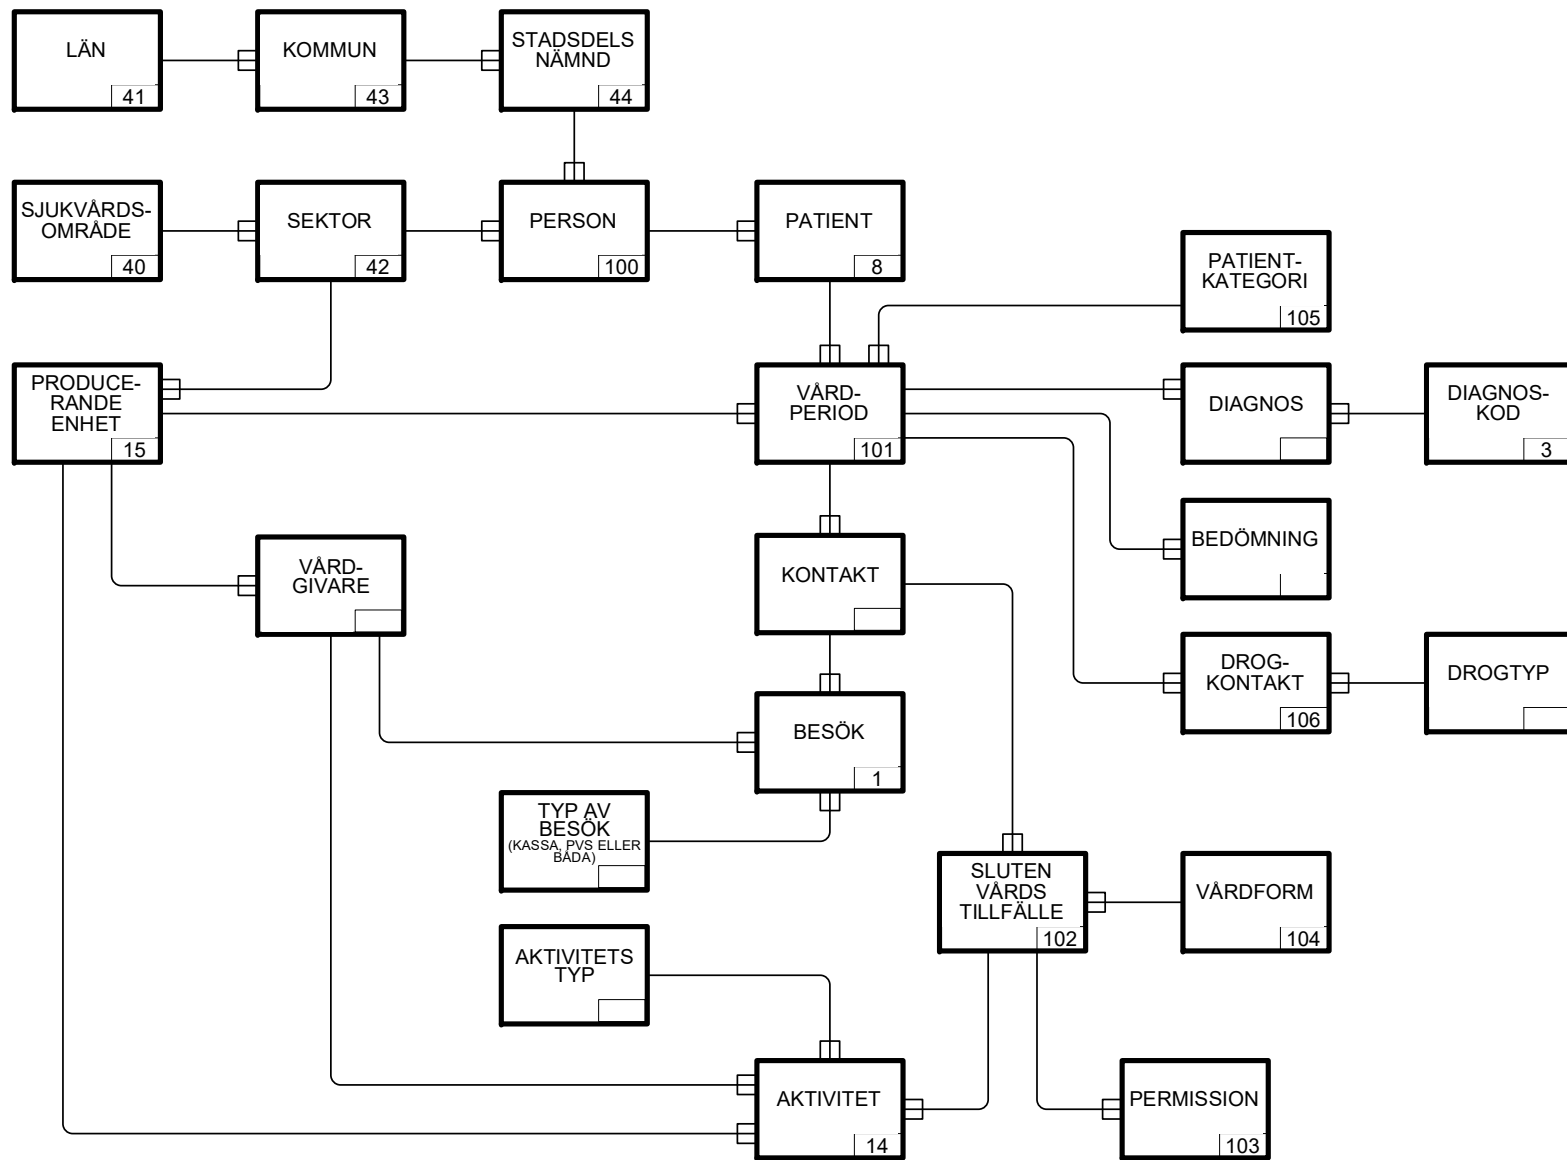 LÄN
41
KOMMUN
43
STADSDELS
NÄMND
44
SJUKVÅRDS-
OMRÅDE
40
SEKTOR
42
PERSON
100
PATIENT
8
PATIENT-
KATEGORI
105
PRODUCE-
RANDE
ENHET
15
VÅRD-
PERIOD
101
DIAGNOS
DIAGNOS-
KOD
3
VÅRD-
GIVARE
KONTAKT
BEDÖMNING
DROG-
KONTAKT
106
DROGTYP
BESÖK
1
TYP AV
BESÖK
(KASSA, PVS ELLER
BÅDA)
SLUTEN
VÅRDS
TILLFÄLLE
102
VÅRDFORM
104
AKTIVITETS
TYP
AKTIVITET
14
PERMISSION
103